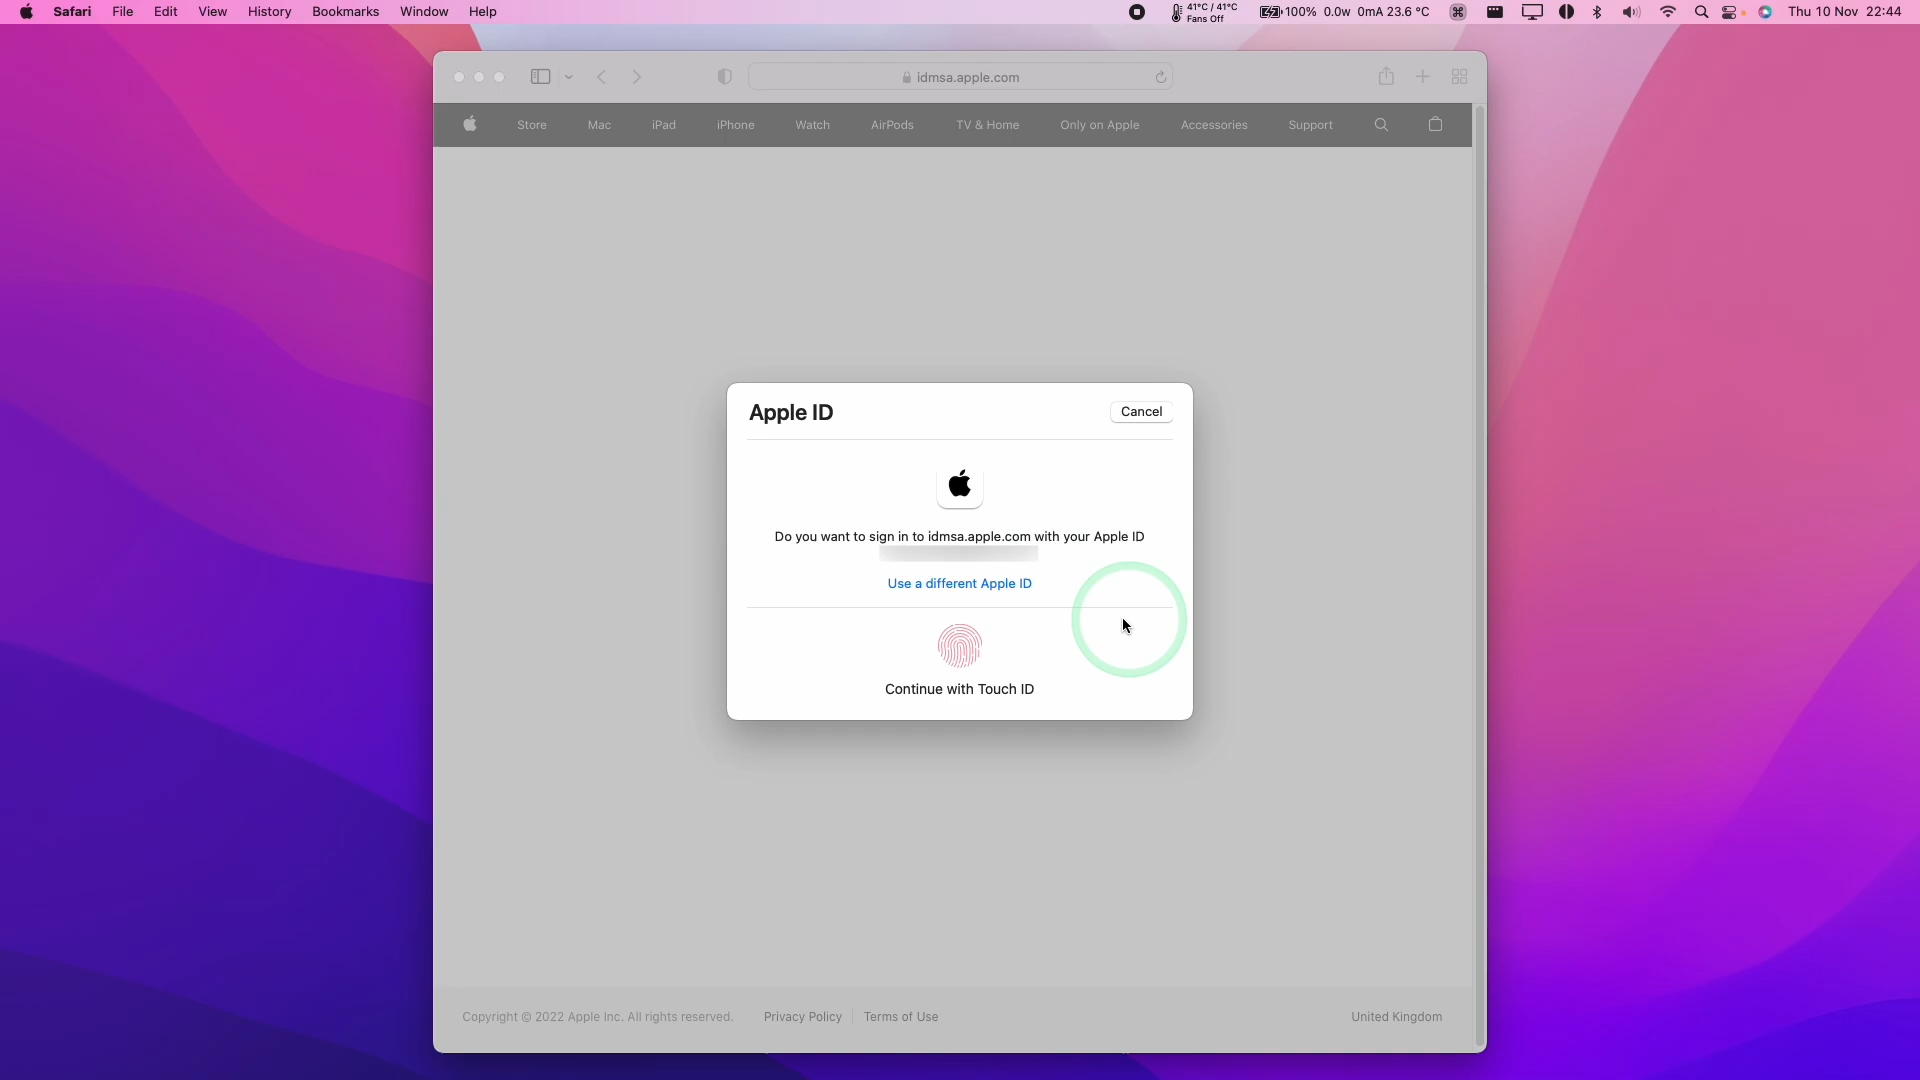 Safari File Edit View History Bookmarks Window Help
41°C / 41°C
Fans Off
100% 0.0w 0mA 23.6 °C
Thu 10 Nov 22:44
idmsa.apple.com
Store Mac iPad iPhone Watch AirPods TV & Home Only on Apple Accessories Support
Apple ID
Cancel
Do you want to sign in to idmsa.apple.com with your Apple ID
Use a different Apple ID
Continue with Touch ID
Copyright © 2022 Apple Inc. All rights reserved. Privacy Policy Terms of Use United Kingdom